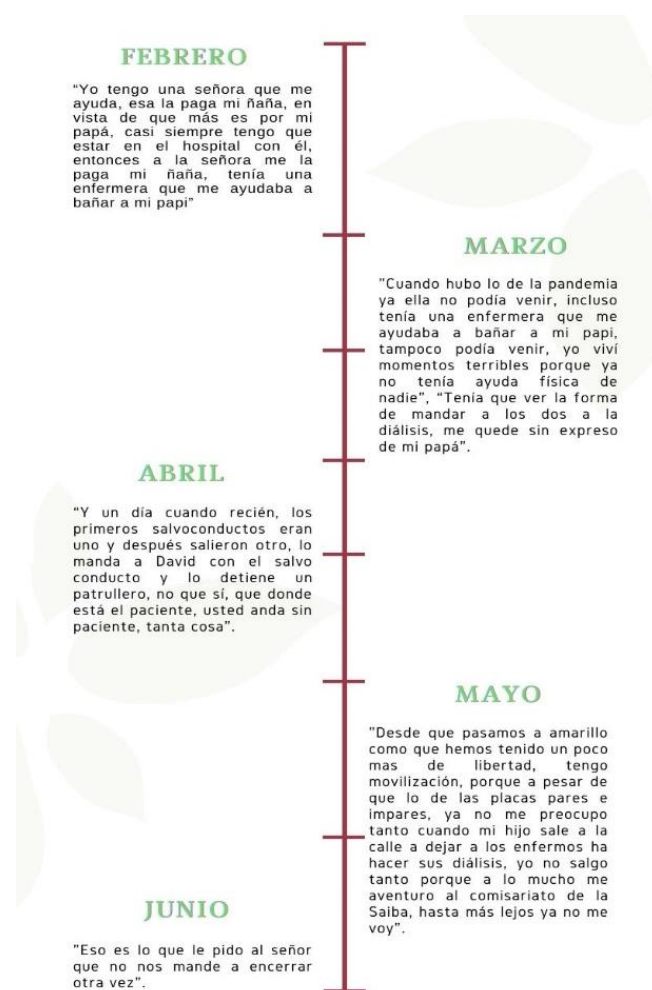 FEBRERO
“Yo tengo una señora que me
ayuda, esa la paga mi ñaña, en
vista de que más es por mi
papá, casi siempre tengo que
estar en el hospital con él,
entonces a la señora me la
paga mi ñaña, tenía una
enfermera que me ayudaba a
bañar a mi papi”
MARZO
"Cuando hubo lo de la pandemia
ya ella no podía venir, incluso
tenía una enfermera que me
ayudaba a bañar a mi papi,
tampoco podía venir, yo viví
momentos terribles porque ya
no tenía ayuda física de
nadie”, “Tenía que ver la forma
de mandar a los dos a la
diálisis, me quede sin expreso
de mi papá”.
ABRIL
“Y un día cuando recién, los
primeros salvoconductos eran
uno y después salieron otro, lo
manda a David con el salvo
conducto y lo detiene un
patrullero, no que sí, que donde
está el paciente, usted anda sin
paciente, tanta cosa”.
MAYO
"Desde que pasamos a amarillo
como que hemos tenido un poco
mas de libertad, tengo
movilización, porque a pesar de
que lo de las placas pares e
impares, ya no me preocupo
tanto cuando mi hijo sale a la
calle a dejar a los enfermos ha
hacer sus diálisis, yo no salgo
tanto porque a lo mucho me
aventuro al comisariato de la
Saiba, hasta más lejos ya no me
voy”.
JUNIO
"Eso es lo que le pido al señor
que no nos mande a encerrar
otra vez”.